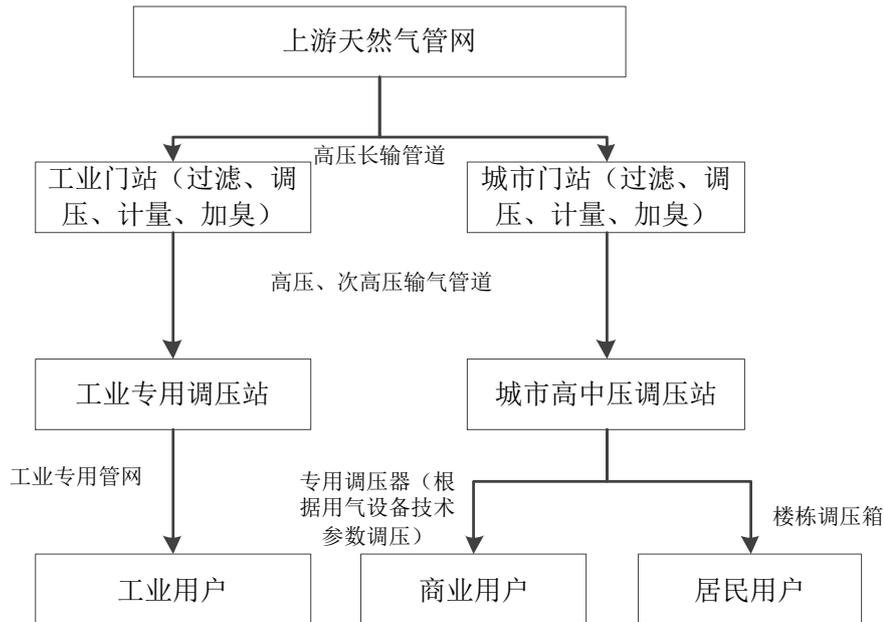 上游天然气管网
高压长输管道
工业门站（过滤、调
压、计量、加臭）
城市门站（过滤、调
压、计量、加臭）
高压、次高压输气管道
工业专用调压站
城市高中压调压站
工业专用管网
专用调压器（根
据用气设备技术
参数调压）
楼栋调压箱
工业用户
商业用户
居民用户